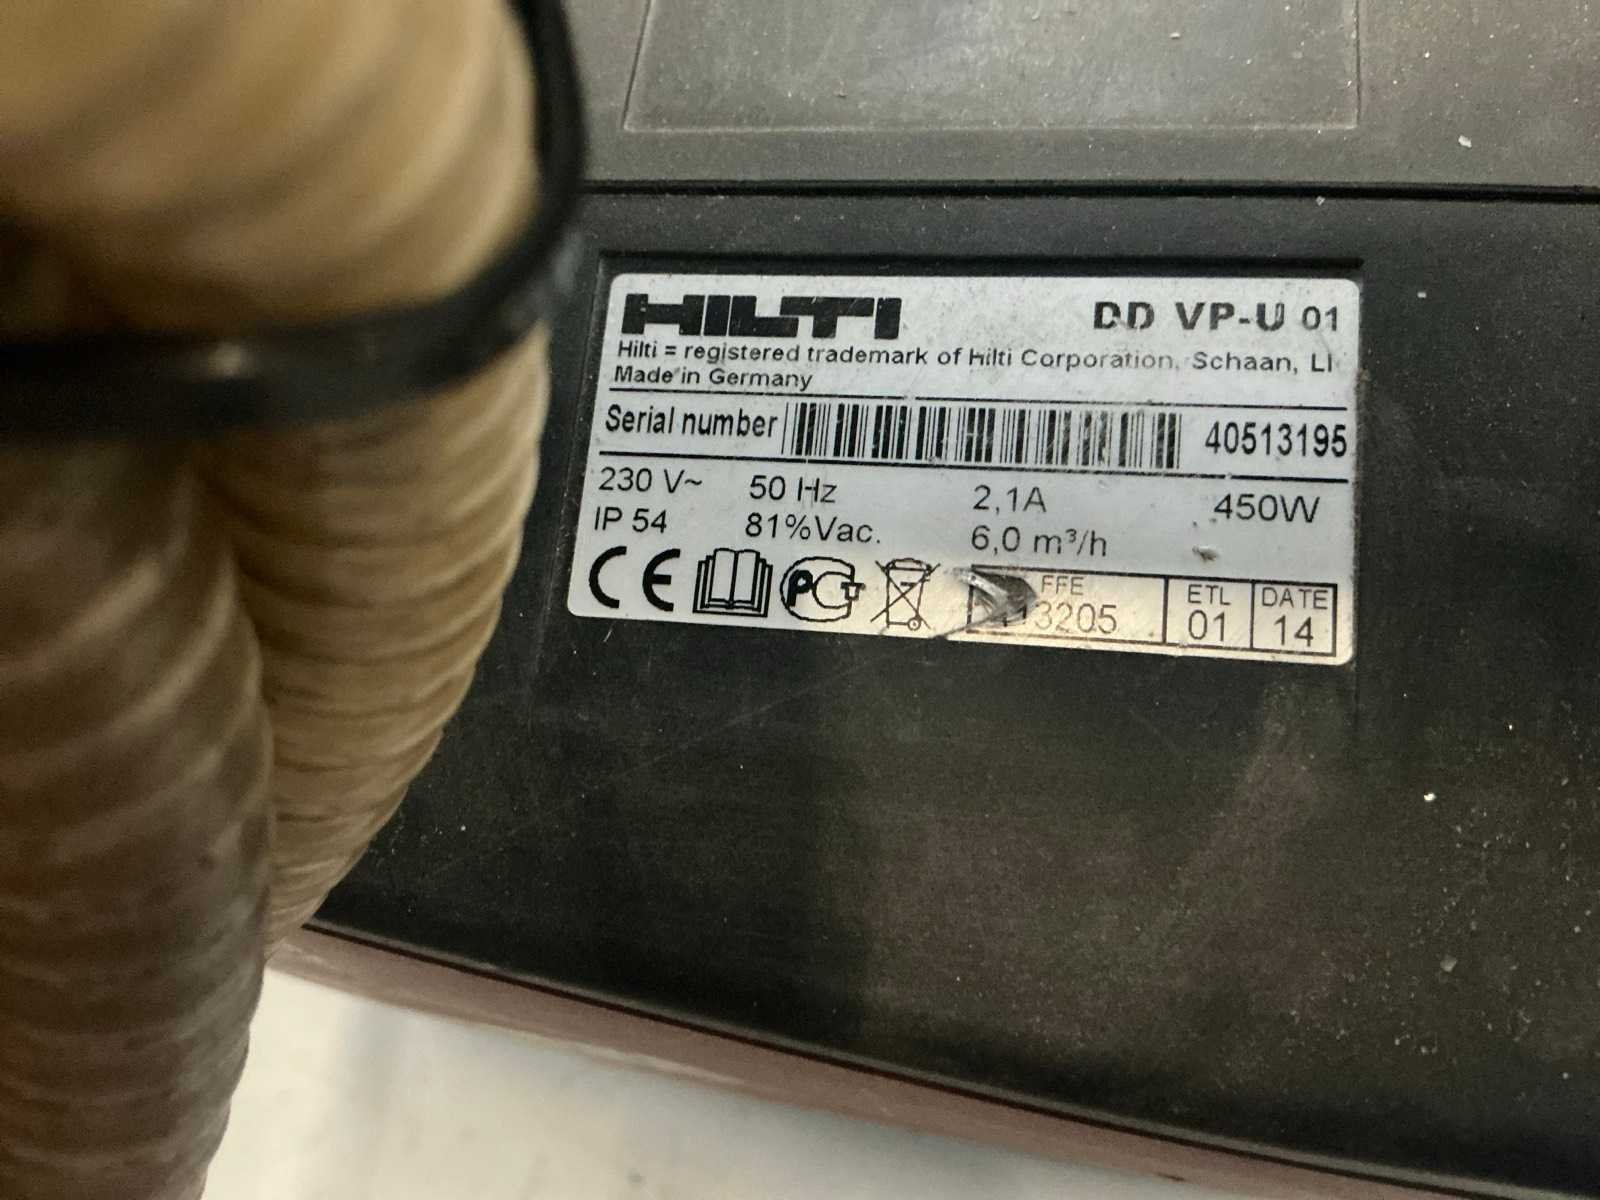 HILTI DD VP-U 01
Hilti = registered trademark of Hilti Corporation, Schaan, LI
Made in Germany
Serial number 40513195
230 V~ 50 Hz 2,1A 450W
IP 54 81%Vac. 6,0 m³/h
CE FFE ETL DATE
13205 01 14